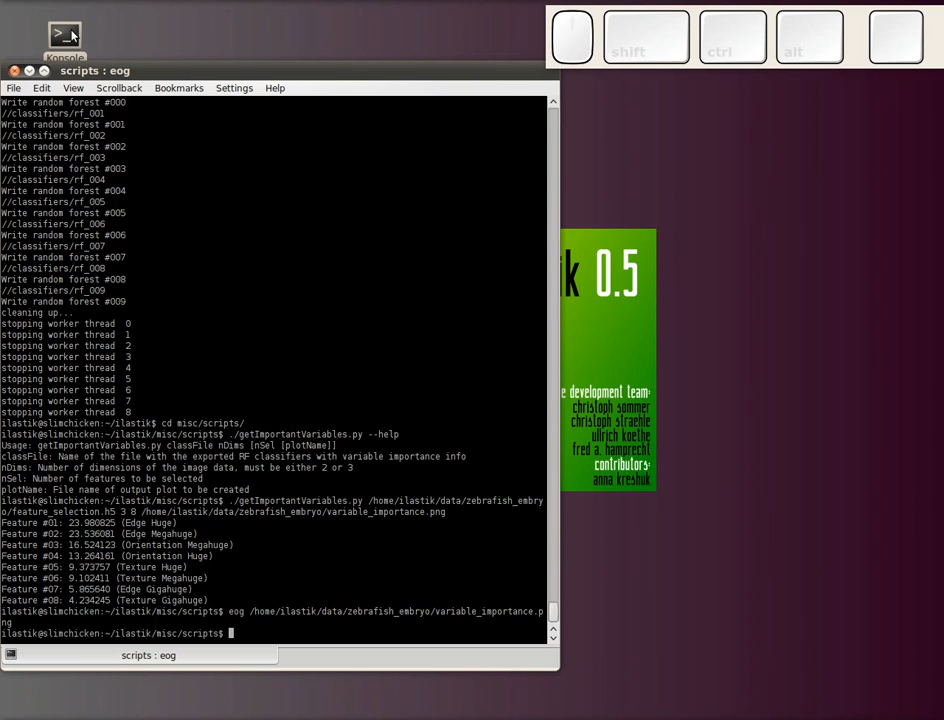 shift
ctrl
alt
Konsole
scripts : eog
File Edit View Scrollback Bookmarks Settings Help
Write random forest #000
//classifiers/rf_001
Write random forest #001
//classifiers/rf_002
Write random forest #002
//classifiers/rf_003
Write random forest #003
//classifiers/rf_004
Write random forest #004
//classifiers/rf_005
Write random forest #005
//classifiers/rf_006
Write random forest #006
//classifiers/rf_007
Write random forest #007
//classifiers/rf_008
Write random forest #008
//classifiers/rf_009
Write random forest #009
cleaning up...
stopping worker thread  0
stopping worker thread  1
stopping worker thread  2
stopping worker thread  3
stopping worker thread  4
stopping worker thread  5
stopping worker thread  6
stopping worker thread  7
stopping worker thread  8
ilastik@slimchicken:~/ilastik$ cd misc/scripts/
ilastik@slimchicken:~/ilastik/misc/scripts$ ./getImportantVariables.py --help
Usage: getImportantVariables.py classFile nDims [nSel [plotName]]
classFile: Name of the file with the exported RF classifiers with variable importance info
nDims: Number of dimensions of the image data, must be either 2 or 3
nSel: Number of features to be selected
plotName: File name of output plot to be created
ilastik@slimchicken:~/ilastik/misc/scripts$ ./getImportantVariables.py /home/ilastik/data/zebrafish_embry
o/feature_selection.h5 3 8 /home/ilastik/data/zebrafish_embryo/variable_importance.png
Feature #01: 23.980825 (Edge Huge)
Feature #02: 23.536081 (Edge Megahuge)
Feature #03: 16.524123 (Orientation Megahuge)
Feature #04: 13.264161 (Orientation Huge)
Feature #05: 9.373757 (Texture Huge)
Feature #06: 9.102411 (Texture Megahuge)
Feature #07: 5.865640 (Edge Gigahuge)
Feature #08: 4.234245 (Texture Gigahuge)
ilastik@slimchicken:~/ilastik/misc/scripts$ eog /home/ilastik/data/zebrafish_embryo/variable_importance.p
ng
ilastik@slimchicken:~/ilastik/misc/scripts$
scripts : eog
ik 0.5
e development team:
christoph sommer
christoph straehle
ullrich koethe
fred a. hamprecht
contributors:
anna kreshuk